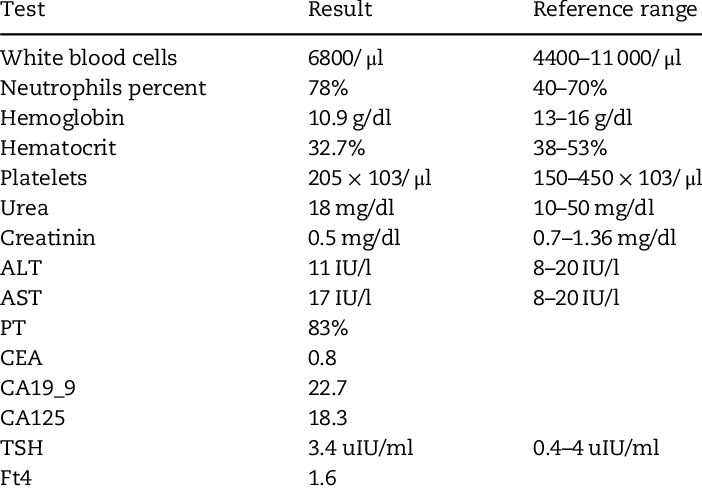 Test Result Reference range
White blood cells 6800/ μl 4400–11 000/ μl
Neutrophils percent 78% 40–70%
Hemoglobin 10.9 g/dl 13–16 g/dl
Hematocrit 32.7% 38–53%
Platelets 205 × 103/ μl 150–450 × 103/ μl
Urea 18 mg/dl 10–50 mg/dl
Creatinin 0.5 mg/dl 0.7–1.36 mg/dl
ALT 11 IU/l 8–20 IU/l
AST 17 IU/l 8–20 IU/l
PT 83%
CEA 0.8
CA19_9 22.7
CA125 18.3
TSH 3.4 uIU/ml 0.4–4 uIU/ml
Ft4 1.6